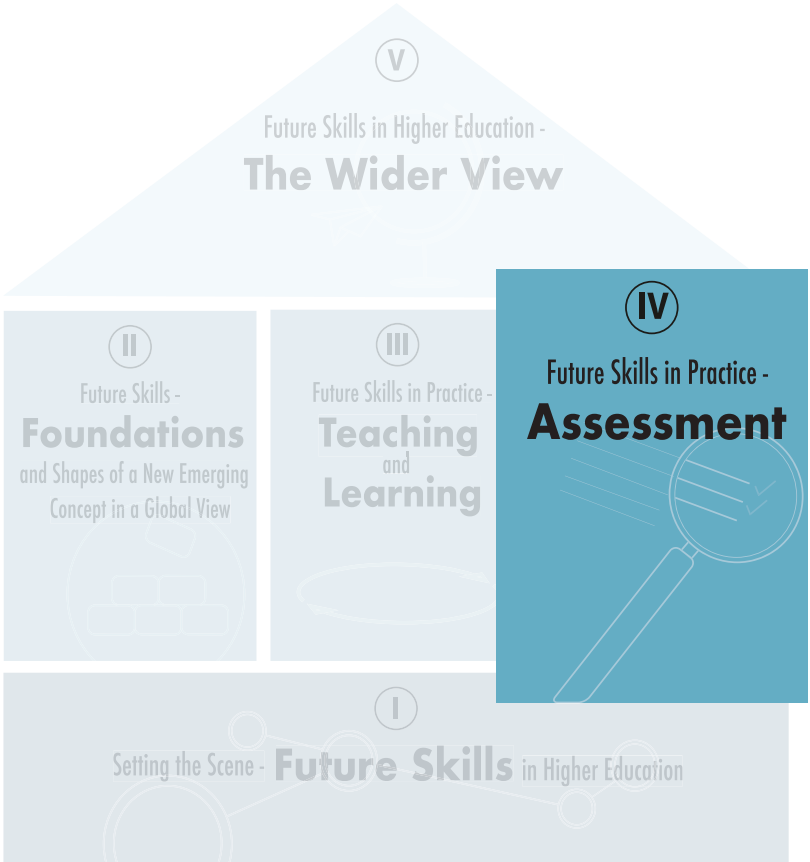 V
Future Skills in Higher Education -
The Wider View
II
Future Skills -
Foundations
and Shapes of a New Emerging
Concept in a Global View
III
Future Skills in Practice -
Teaching
and
Learning
IV
Future Skills in Practice -
Assessment
I
Setting the Scene - Future Skills in Higher Education